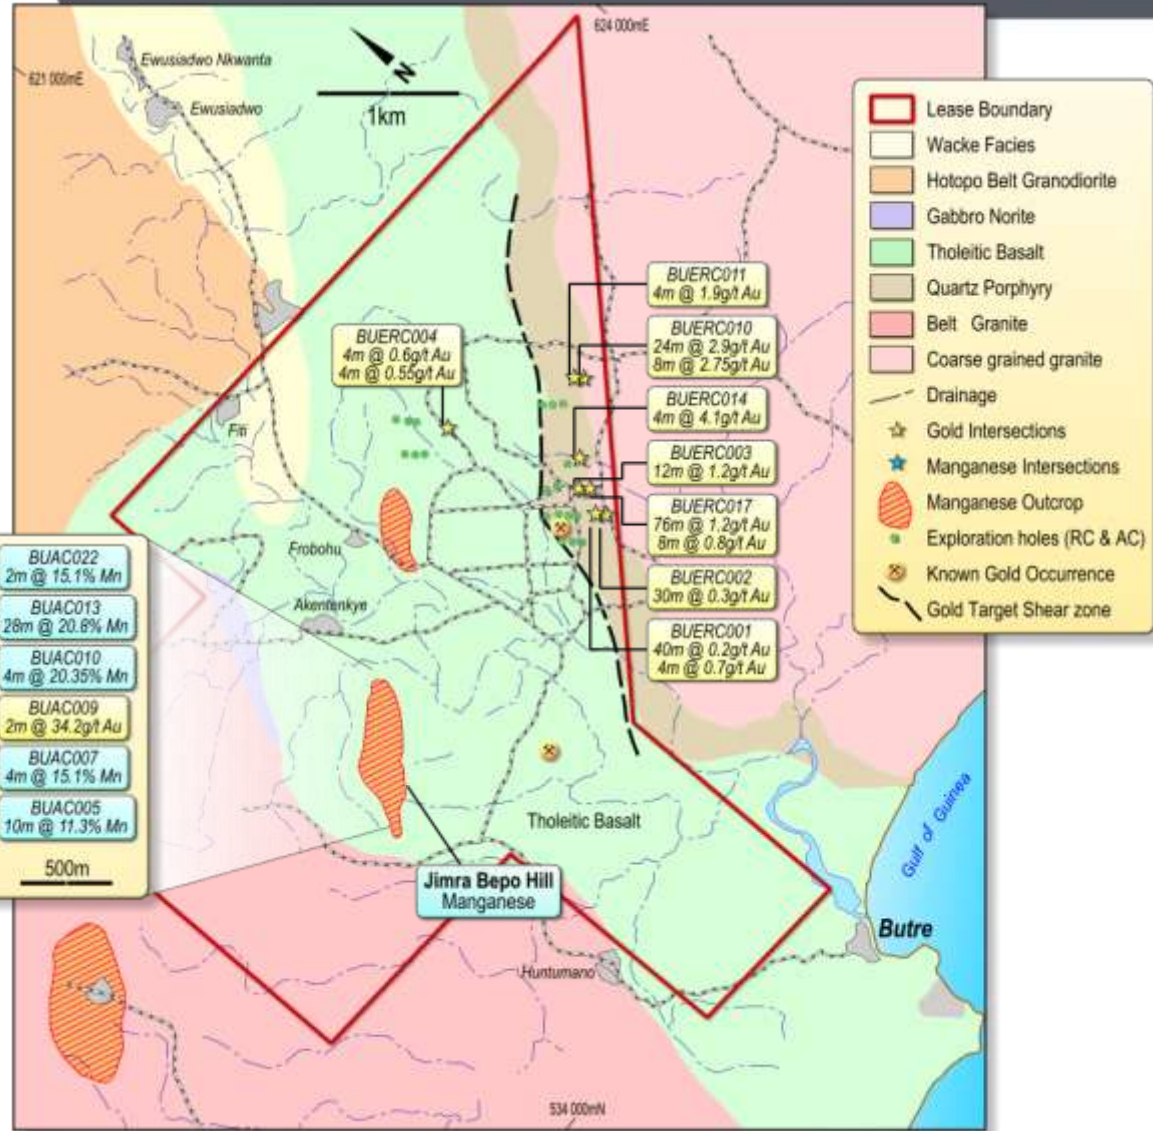 624 000mE
621 000mE
Ewusiadwo Nkwanta
Ewusiadwo
N
1km
Lease Boundary
Wacke Facies
Hotopo Belt Granodiorite
Gabbro Norite
Tholeitic Basalt
Quartz Porphyry
Belt Granite
Coarse grained granite
Drainage
Gold Intersections
Manganese Intersections
Manganese Outcrop
Exploration holes (RC & AC)
Known Gold Occurrence
Gold Target Shear zone
BUERC011
4m @ 1.9g/t Au
BUERC010
24m @ 2.9g/t Au
8m @ 2.75g/t Au
BUERC004
4m @ 0.6g/t Au
4m @ 0.55g/t Au
BUERC014
4m @ 4.1g/t Au
BUERC003
12m @ 1.2g/t Au
BUERC017
76m @ 1.2g/t Au
8m @ 0.8g/t Au
BUERC002
30m @ 0.3g/t Au
BUERC001
40m @ 0.2g/t Au
4m @ 0.7g/t Au
Fiti
Frobohu
Akentenkye
BUAC022
2m @ 15.1% Mn
BUAC013
28m @ 20.8% Mn
BUAC010
4m @ 20.35% Mn
BUAC009
2m @ 34.2g/t Au
BUAC007
4m @ 15.1% Mn
BUAC005
10m @ 11.3% Mn
500m
Tholeitic Basalt
Jimra Bepo Hill
Manganese
Gulf of Guinea
Butre
Huntumano
534 000mN